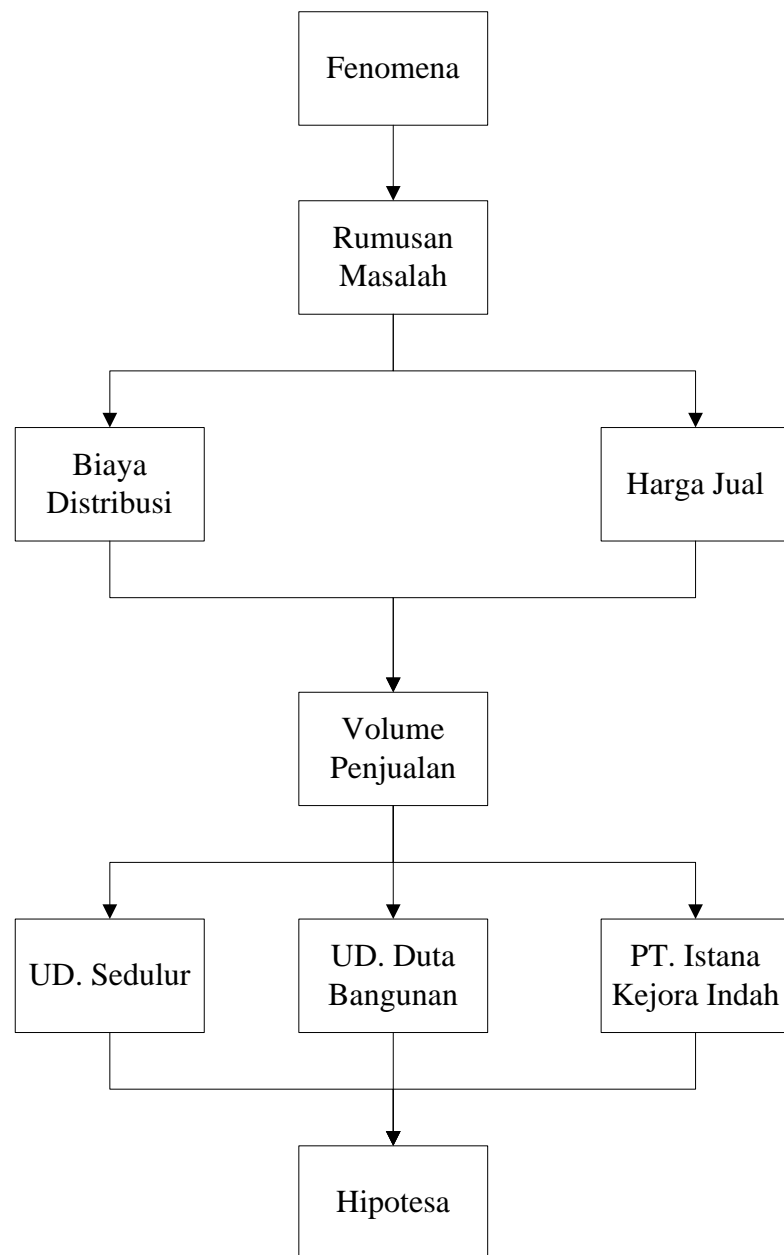 Fenomena
Rumusan
Masalah
Biaya
Distribusi
Harga Jual
Volume
Penjualan
UD. Sedulur
UD. Duta
Bangunan
PT. Istana
Kejora Indah
Hipotesa